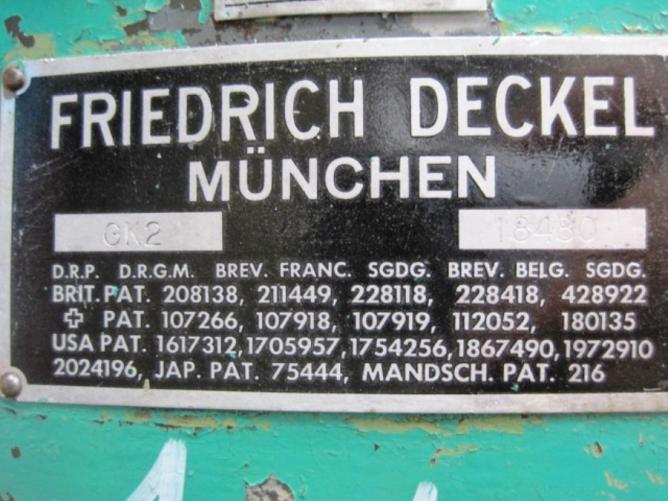 FRIEDRICH DECKEL
MÜNCHEN
GK2 18480
D.R.P. D.R.G.M. BREV. FRANC. SGDG. BREV. BELG. SGDG.
BRIT. PAT. 208138, 211449, 228118, 228418, 428922
✚ PAT. 107266, 107918, 107919, 112052, 180135
USA PAT. 1617312, 1705957, 1754256, 1867490, 1972910
2024196, JAP. PAT. 75444, MANDSCH. PAT. 216